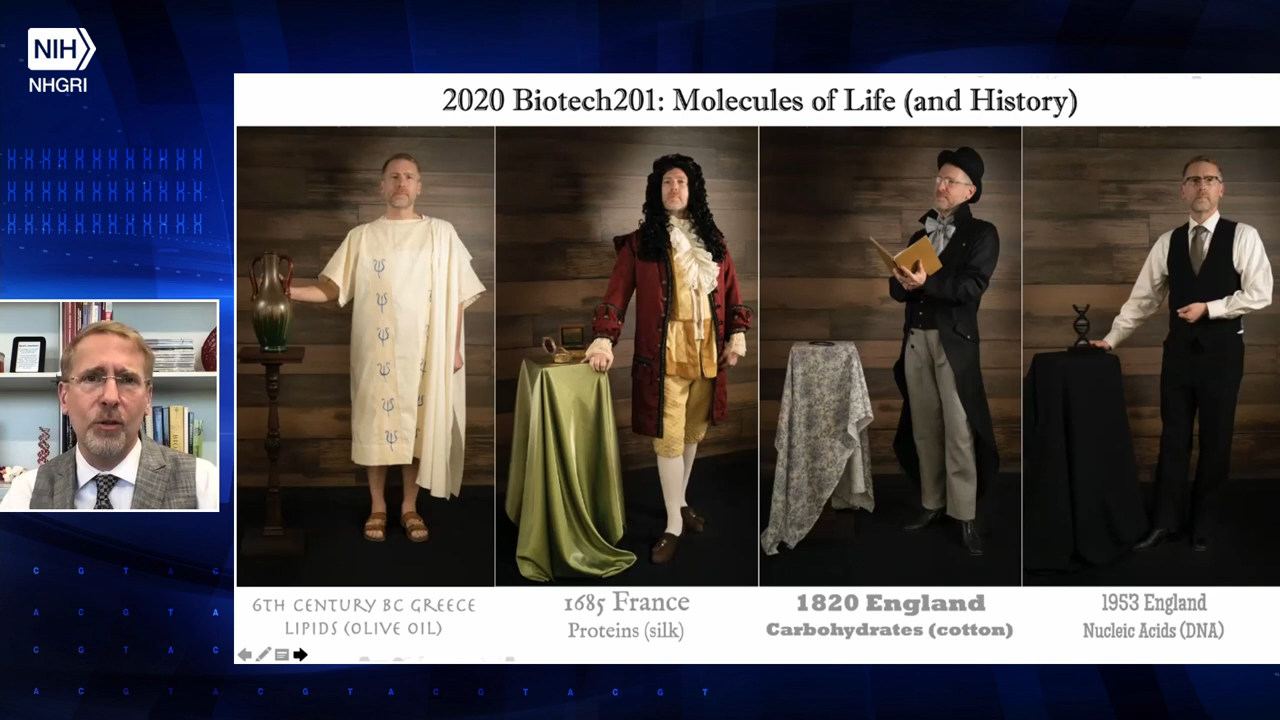 NIH
NHGRI
2020 Biotech201: Molecules of Life (and History)
6TH CENTURY BC GREECE
LIPIDS (OLIVE OIL)
1685 France
Proteins (silk)
1820 England
Carbohydrates (cotton)
1953 England
Nucleic Acids (DNA)
C G T A C
A C G T A
C G T A C
A C G T A C G T A C G T A C G T